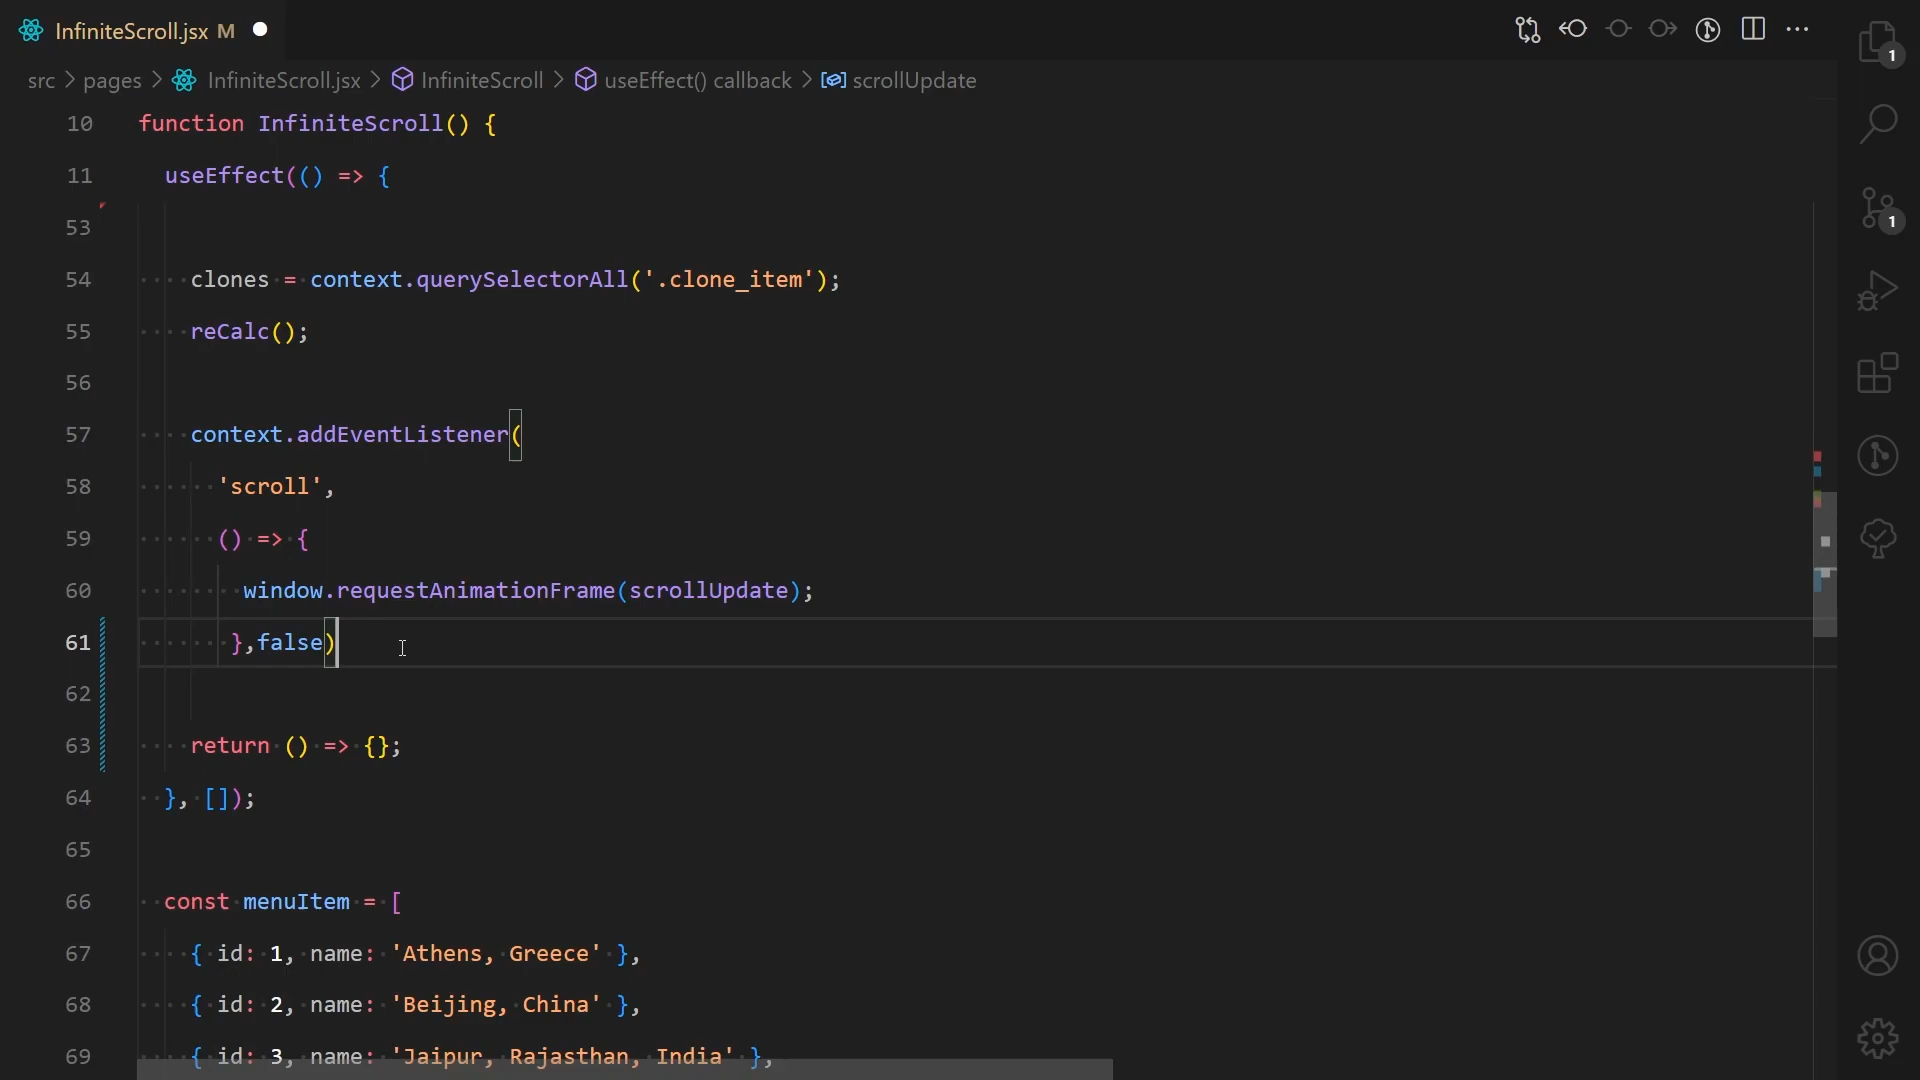 InfiniteScroll.jsx M
src > pages > InfiniteScroll.jsx > InfiniteScroll > useEffect() callback > scrollUpdate
1
10 function InfiniteScroll() {
11 useEffect(() => {
53
1
54 clones = context.querySelectorAll('.clone_item');
55 reCalc();
56
57 context.addEventListener(
58 'scroll',
59 () => {
60 window.requestAnimationFrame(scrollUpdate);
61 },false)
62
63 return () => {};
64 }, []);
65
66 const menuItem = [
67 { id: 1, name: 'Athens, Greece' },
68 { id: 2, name: 'Beijing, China' },
69 { id: 3, name: 'Jaipur, Rajasthan, India' },